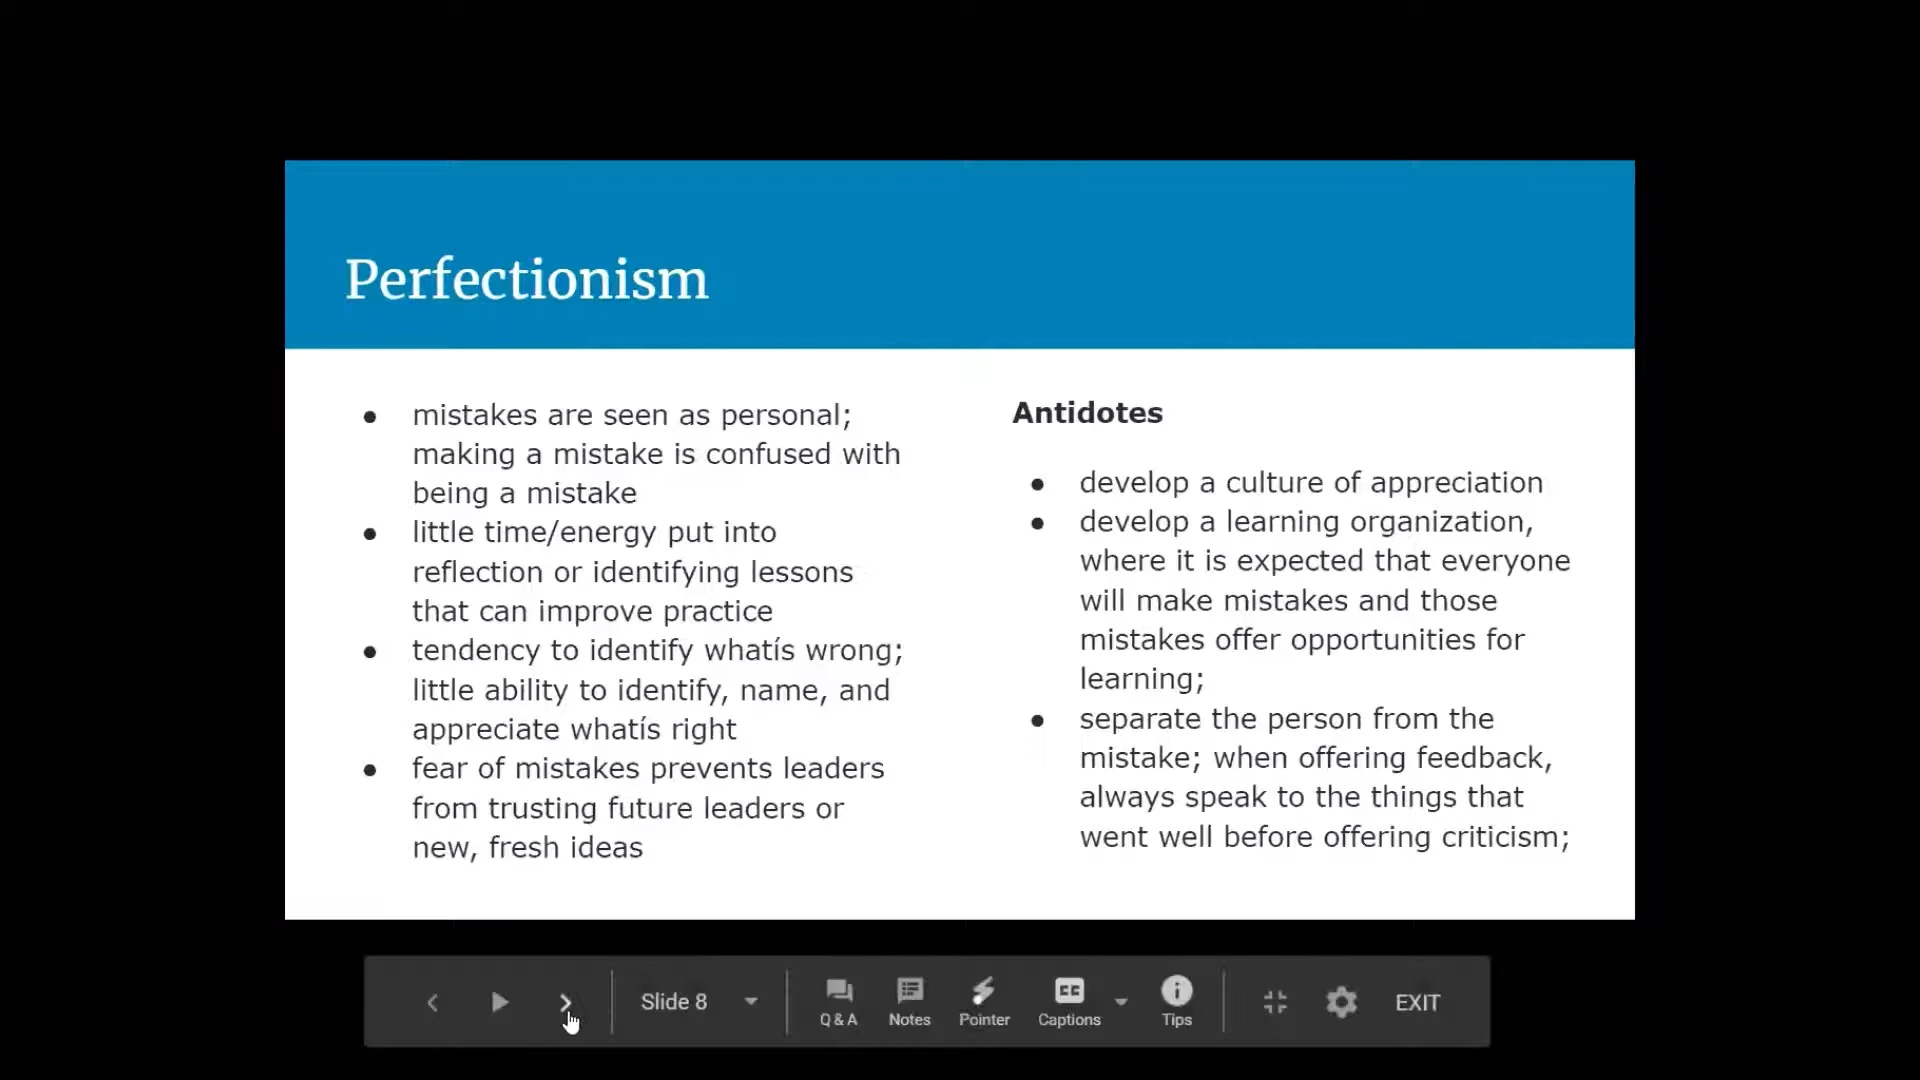 Perfectionism
● mistakes are seen as personal;
making a mistake is confused with
being a mistake
● little time/energy put into
reflection or identifying lessons
that can improve practice
● tendency to identify whatís wrong;
little ability to identify, name, and
appreciate whatís right
● fear of mistakes prevents leaders
from trusting future leaders or
new, fresh ideas
Antidotes
● develop a culture of appreciation
● develop a learning organization,
where it is expected that everyone
will make mistakes and those
mistakes offer opportunities for
learning;
● separate the person from the
mistake; when offering feedback,
always speak to the things that
went well before offering criticism;
Slide 8
Q & A
Notes
Pointer
CC
Captions
Tips
EXIT